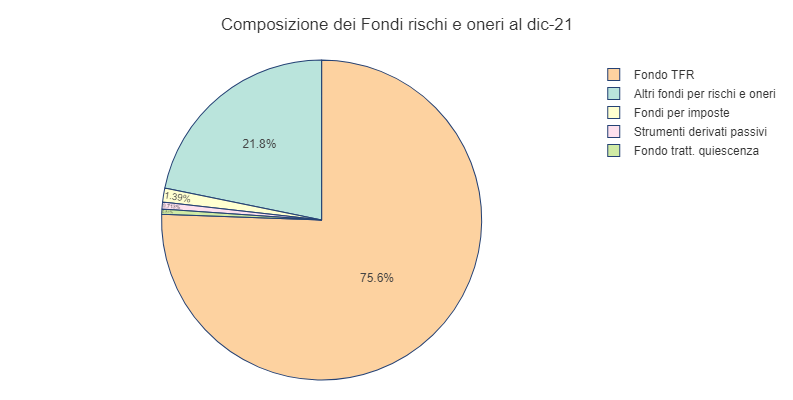 Composizione dei Fondi rischi e oneri al dic-21
Fondo TFR
Altri fondi per rischi e oneri
Fondi per imposte
Strumenti derivati passivi
Fondo tratt. quiescenza
21.8%
1.39%
75.6%